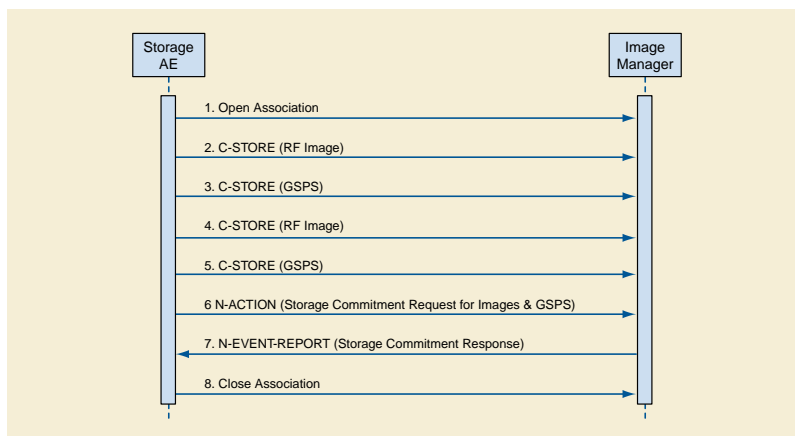 Storage
AE
Image
Manager
1. Open Association
2. C-STORE (RF Image)
3. C-STORE (GSPS)
4. C-STORE (RF Image)
5. C-STORE (GSPS)
6 N-ACTION (Storage Commitment Request for Images & GSPS)
7. N-EVENT-REPORT (Storage Commitment Response)
8. Close Association